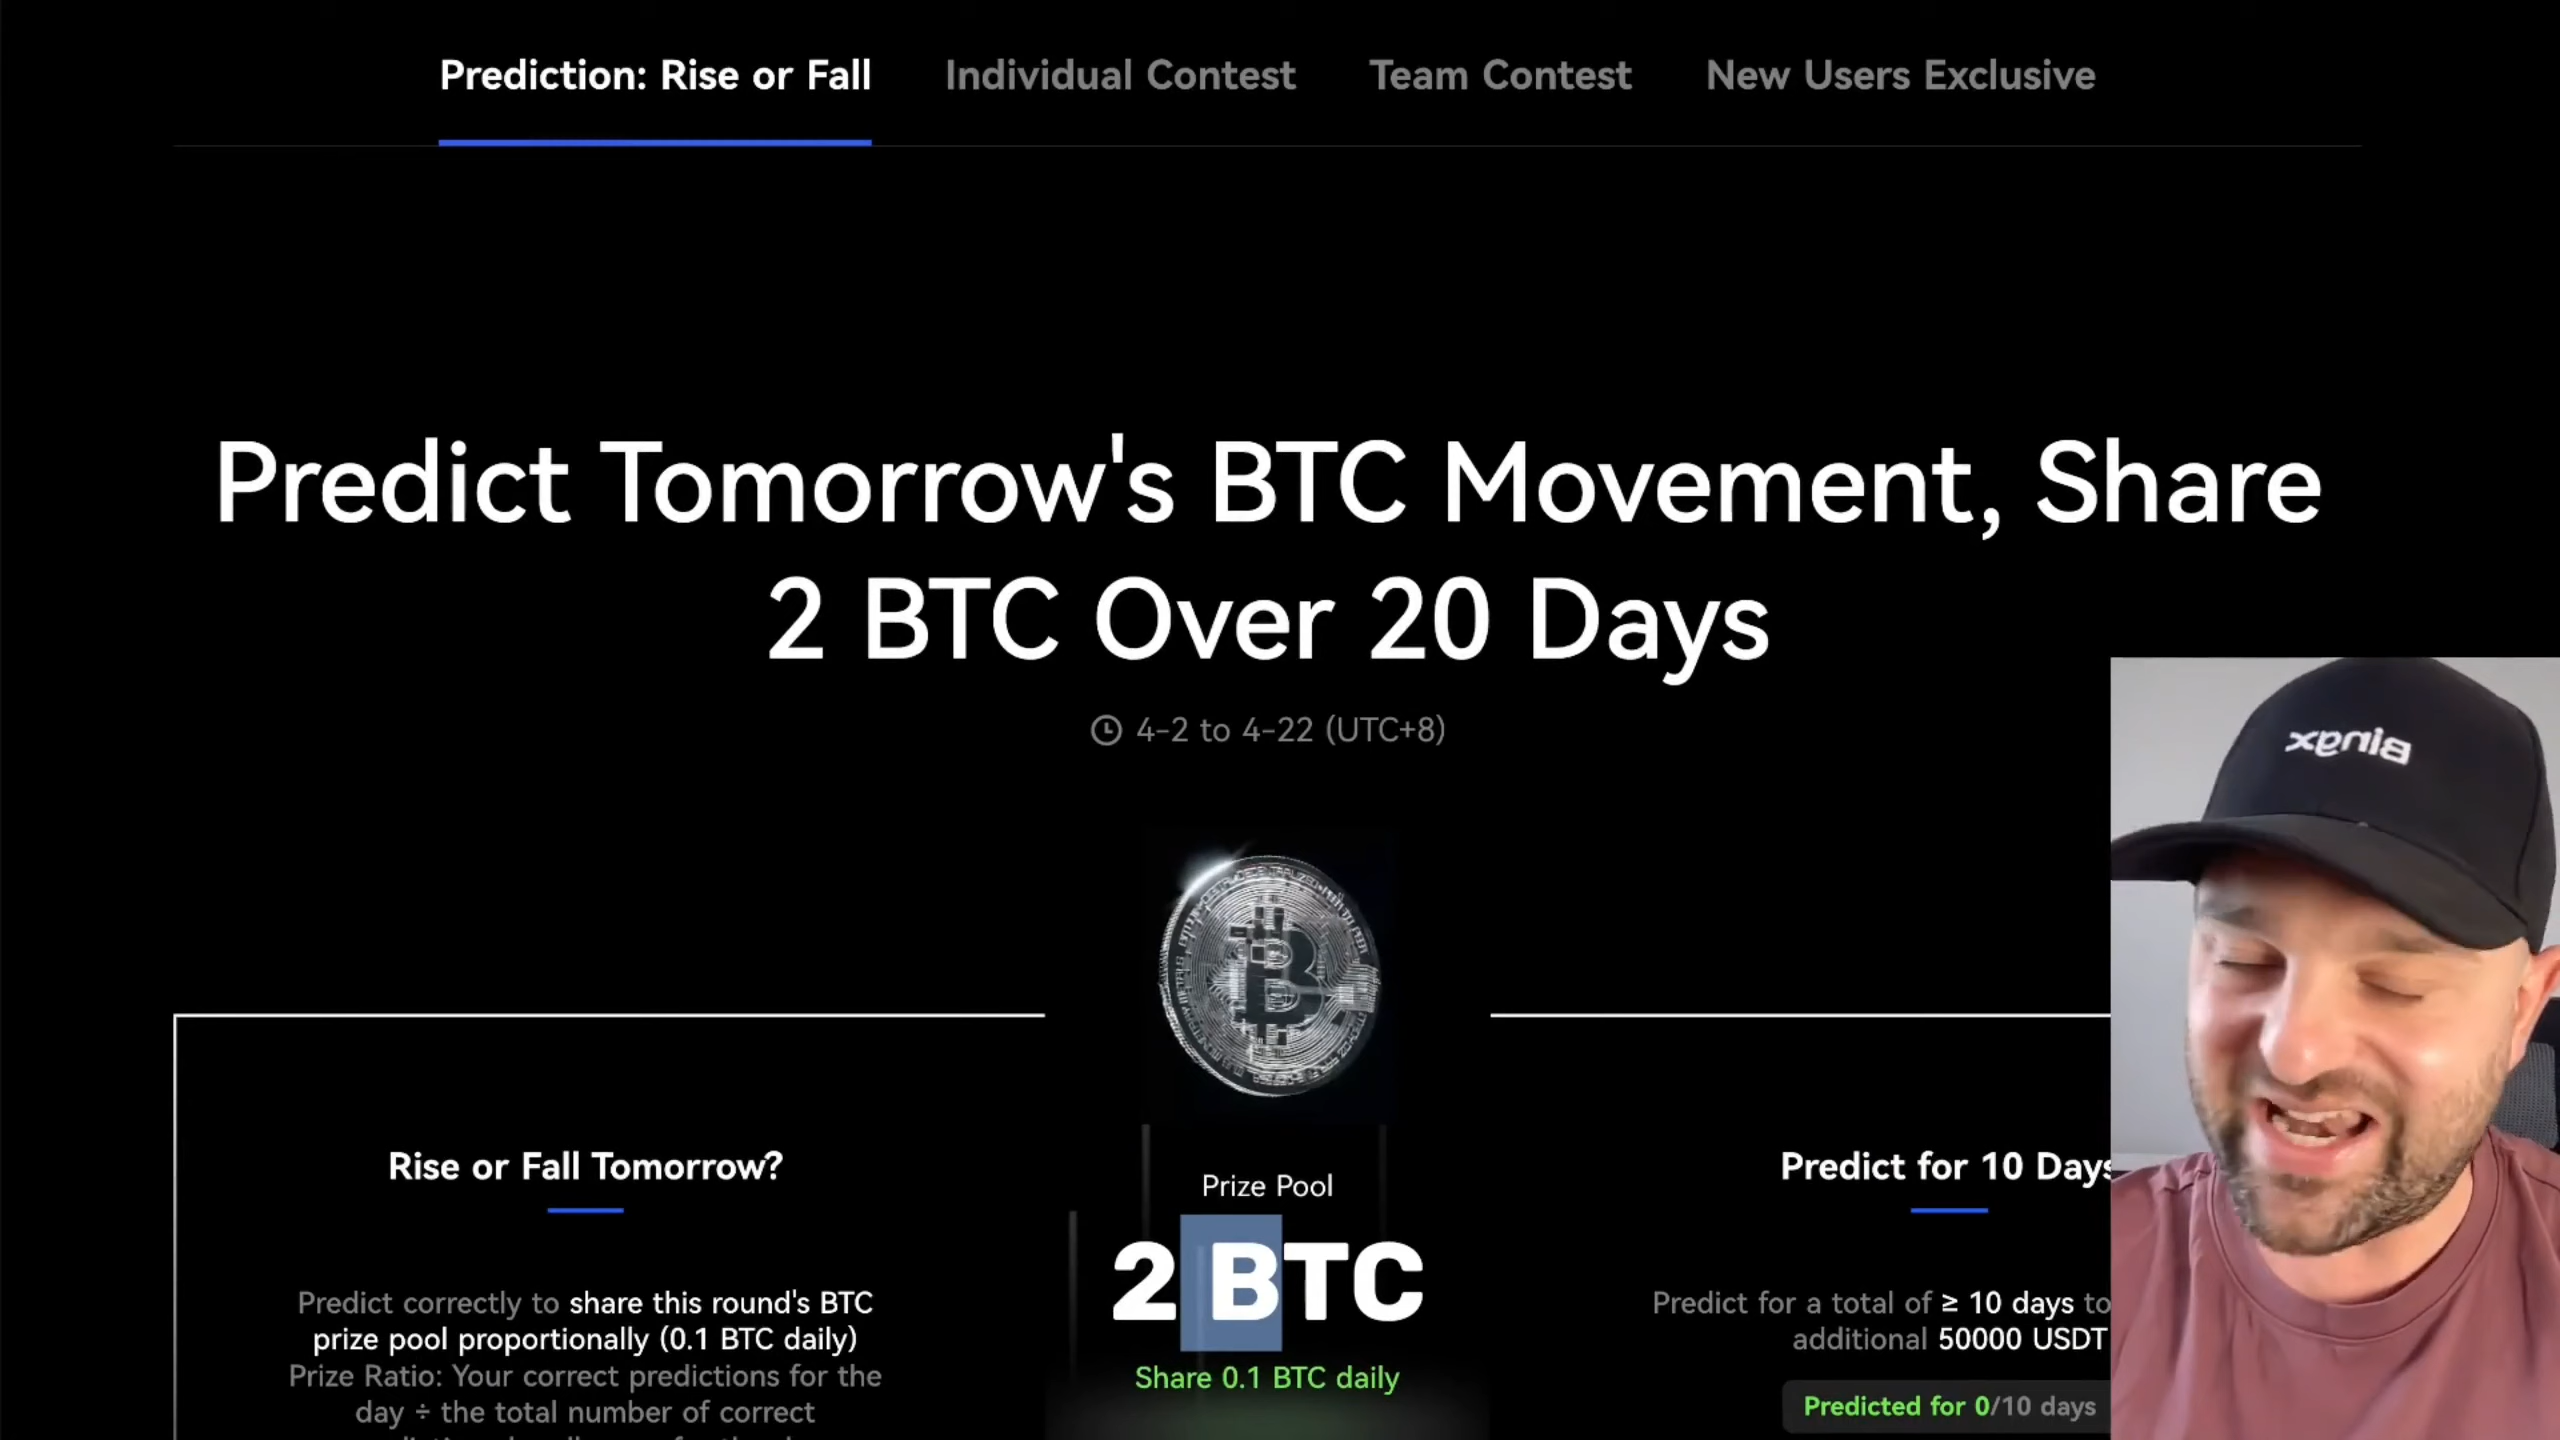 Prediction: Rise or Fall
Individual Contest
Team Contest
New Users Exclusive
Predict Tomorrow's BTC Movement, Share
2 BTC Over 20 Days
4-2 to 4-22 (UTC+8)
BingX
Rise or Fall Tomorrow?
Predict correctly to share this round's BTC
prize pool proportionally (0.1 BTC daily)
Prize Ratio: Your correct predictions for the
day ÷ the total number of correct
Prize Pool
2 BTC
Share 0.1 BTC daily
Predict for 10 Days
Predict for a total of ≥ 10 days to
additional 50000 USDT
Predicted for 0/10 days